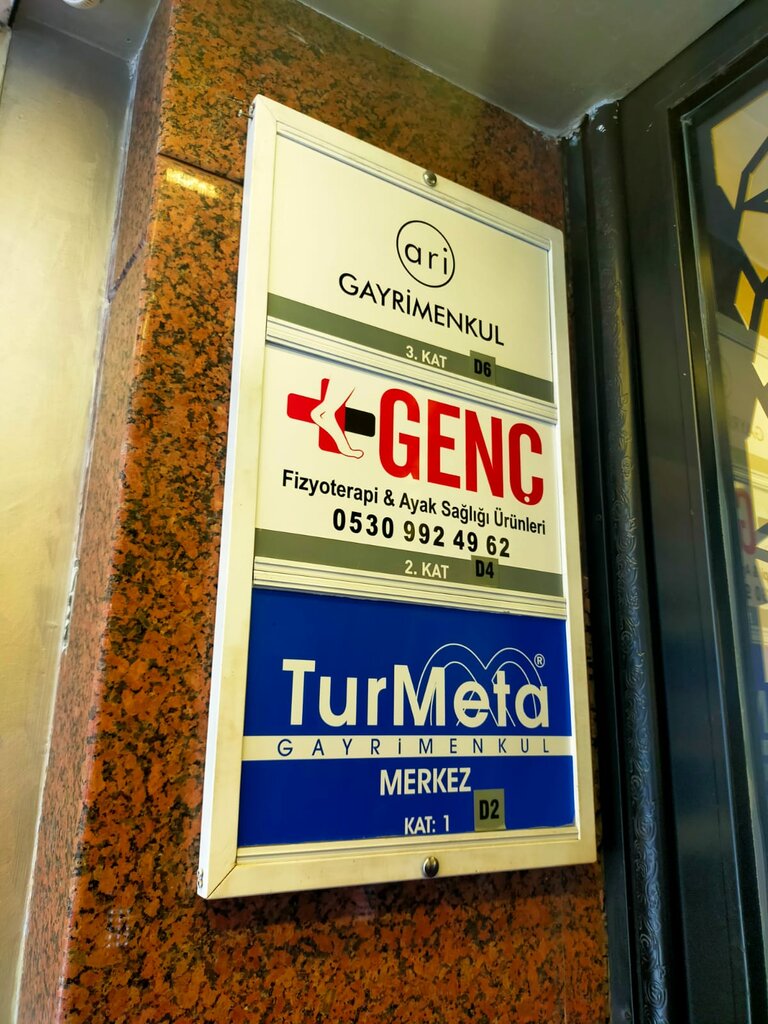 ari
GAYRİMENKUL
3. KAT D6
GENÇ
Fizyoterapi & Ayak Sağlığı Ürünleri
0530 992 49 62
2. KAT D4
TurMeta®
GAYRİMENKUL
MERKEZ
KAT: 1 D2